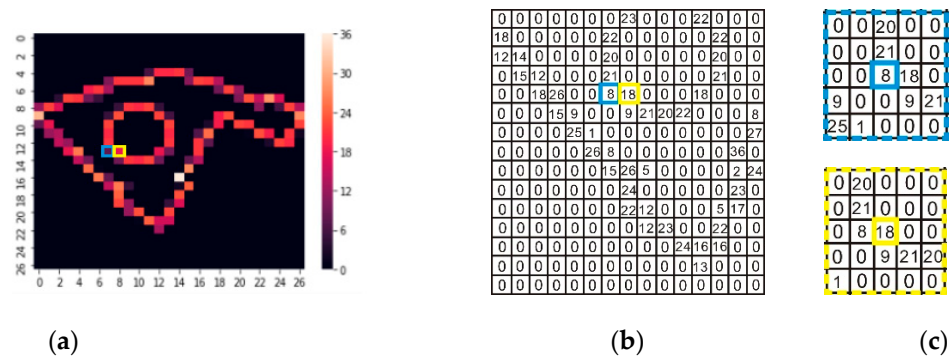 0
2
4
6
8
10
12
14
16
18
20
22
24
26
0 2 4 6 8 10 12 14 16 18 20 22 24 26
36
30
24
18
12
6
0
0 0 0 0 0 0 0 23 0 0 0 22 0 0 0
18 0 0 0 0 0 22 0 0 0 0 0 22 0 0
12 14 0 0 0 0 20 0 0 0 0 0 20 0 0
0 15 12 0 0 0 21 0 0 0 0 0 21 0 0
0 0 18 26 0 0 8 18 0 0 0 18 0 0 0
0 0 0 15 9 0 0 9 21 20 22 0 0 0 8
0 0 0 0 25 1 0 0 0 0 0 0 0 0 27
0 0 0 0 0 26 8 0 0 0 0 0 0 36 0
0 0 0 0 0 0 15 26 5 0 0 0 0 2 24
0 0 0 0 0 0 0 24 0 0 0 0 0 23 0
0 0 0 0 0 0 0 22 12 0 0 0 5 17 0
0 0 0 0 0 0 0 0 12 23 0 0 22 0 0
0 0 0 0 0 0 0 0 0 0 24 16 16 0 0
0 0 0 0 0 0 0 0 0 0 0 13 0 0 0
0 0 0 0 0 0 0 0 0 0 0 0 0 0 0
0 0 20 0 0
0 0 21 0 0
0 0 8 18 0
9 0 0 9 21
25 1 0 0 0
0 20 0 0 0
0 21 0 0 0
0 8 18 0 0
0 0 9 21 20
1 0 0 0 0
(a) (b) (c)